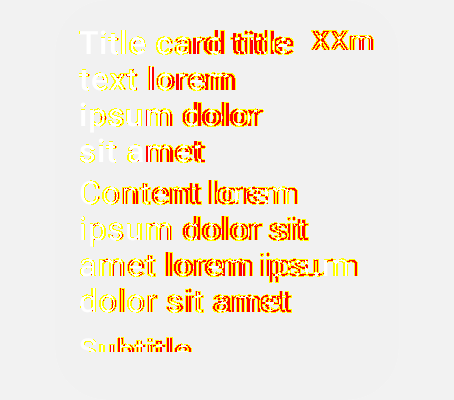 Title card title XXm
text lorem
ipsum dolor
sit amet
Content lorem
ipsum dolor sit
amet lorem ipsum
dolor sit amet
Subtitle